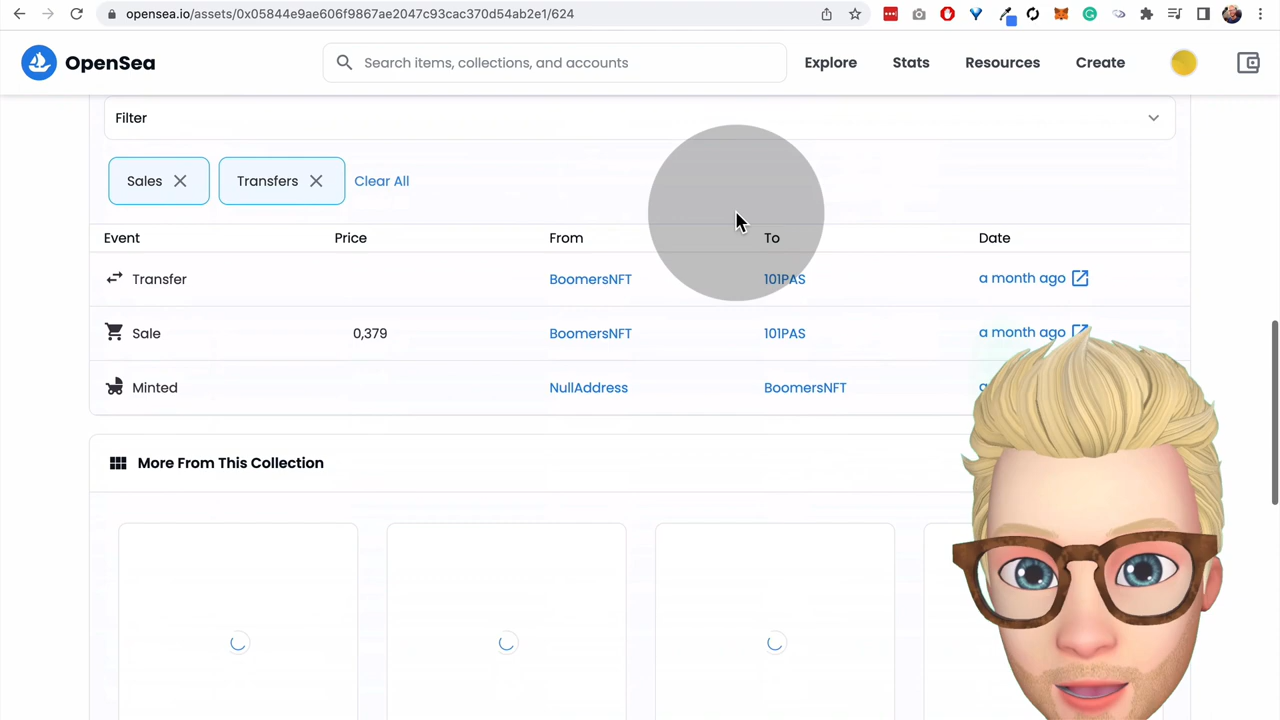 opensea.io/assets/0x05844e9ae606f9867ae2047c93cac370d54ab2e1/624
OpenSea
Search items, collections, and accounts
Explore
Stats
Resources
Create
Filter
Sales
Transfers
Clear All
Event Price From To Date
Transfer BoomersNFT 101PAS a month ago
Sale 0,379 BoomersNFT 101PAS a month ago
Minted NullAddress BoomersNFT
More From This Collection